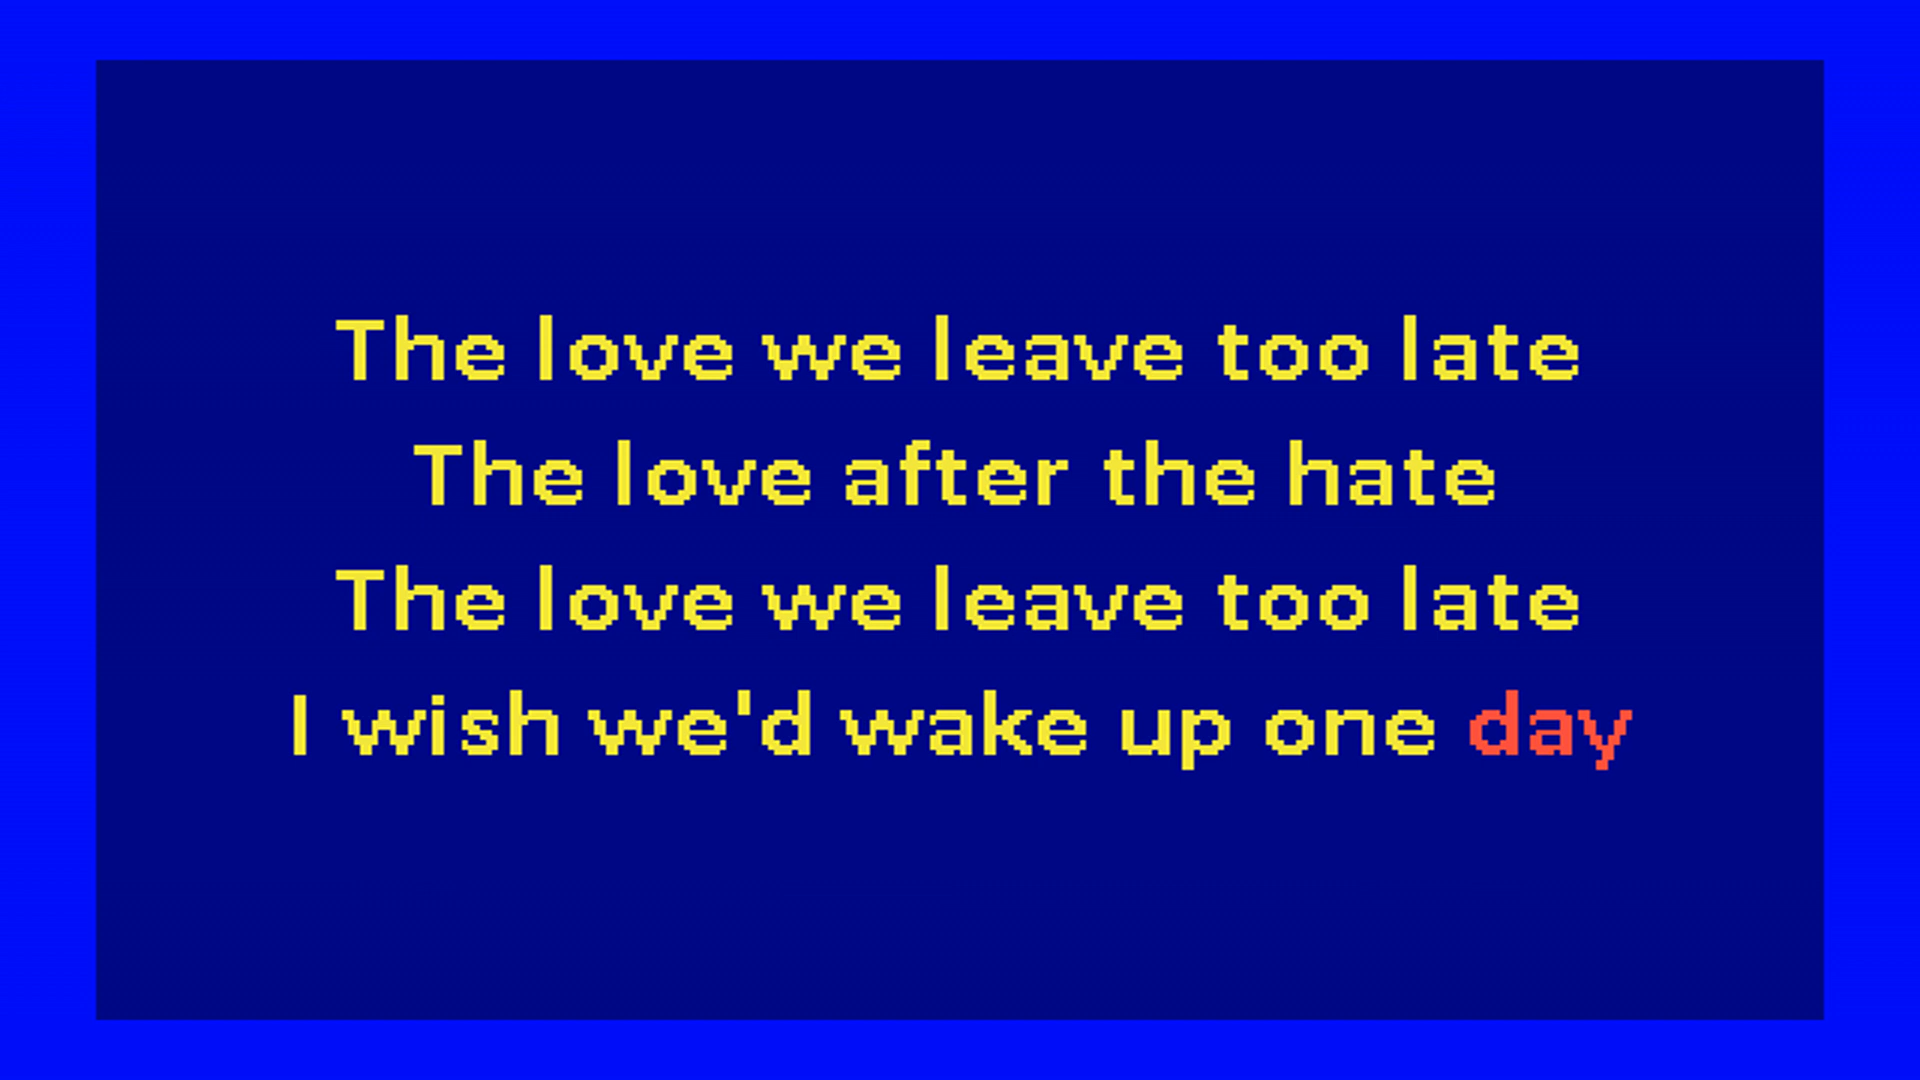 The love we leave too late
The love after the hate
The love we leave too late
I wish we'd wake up one day